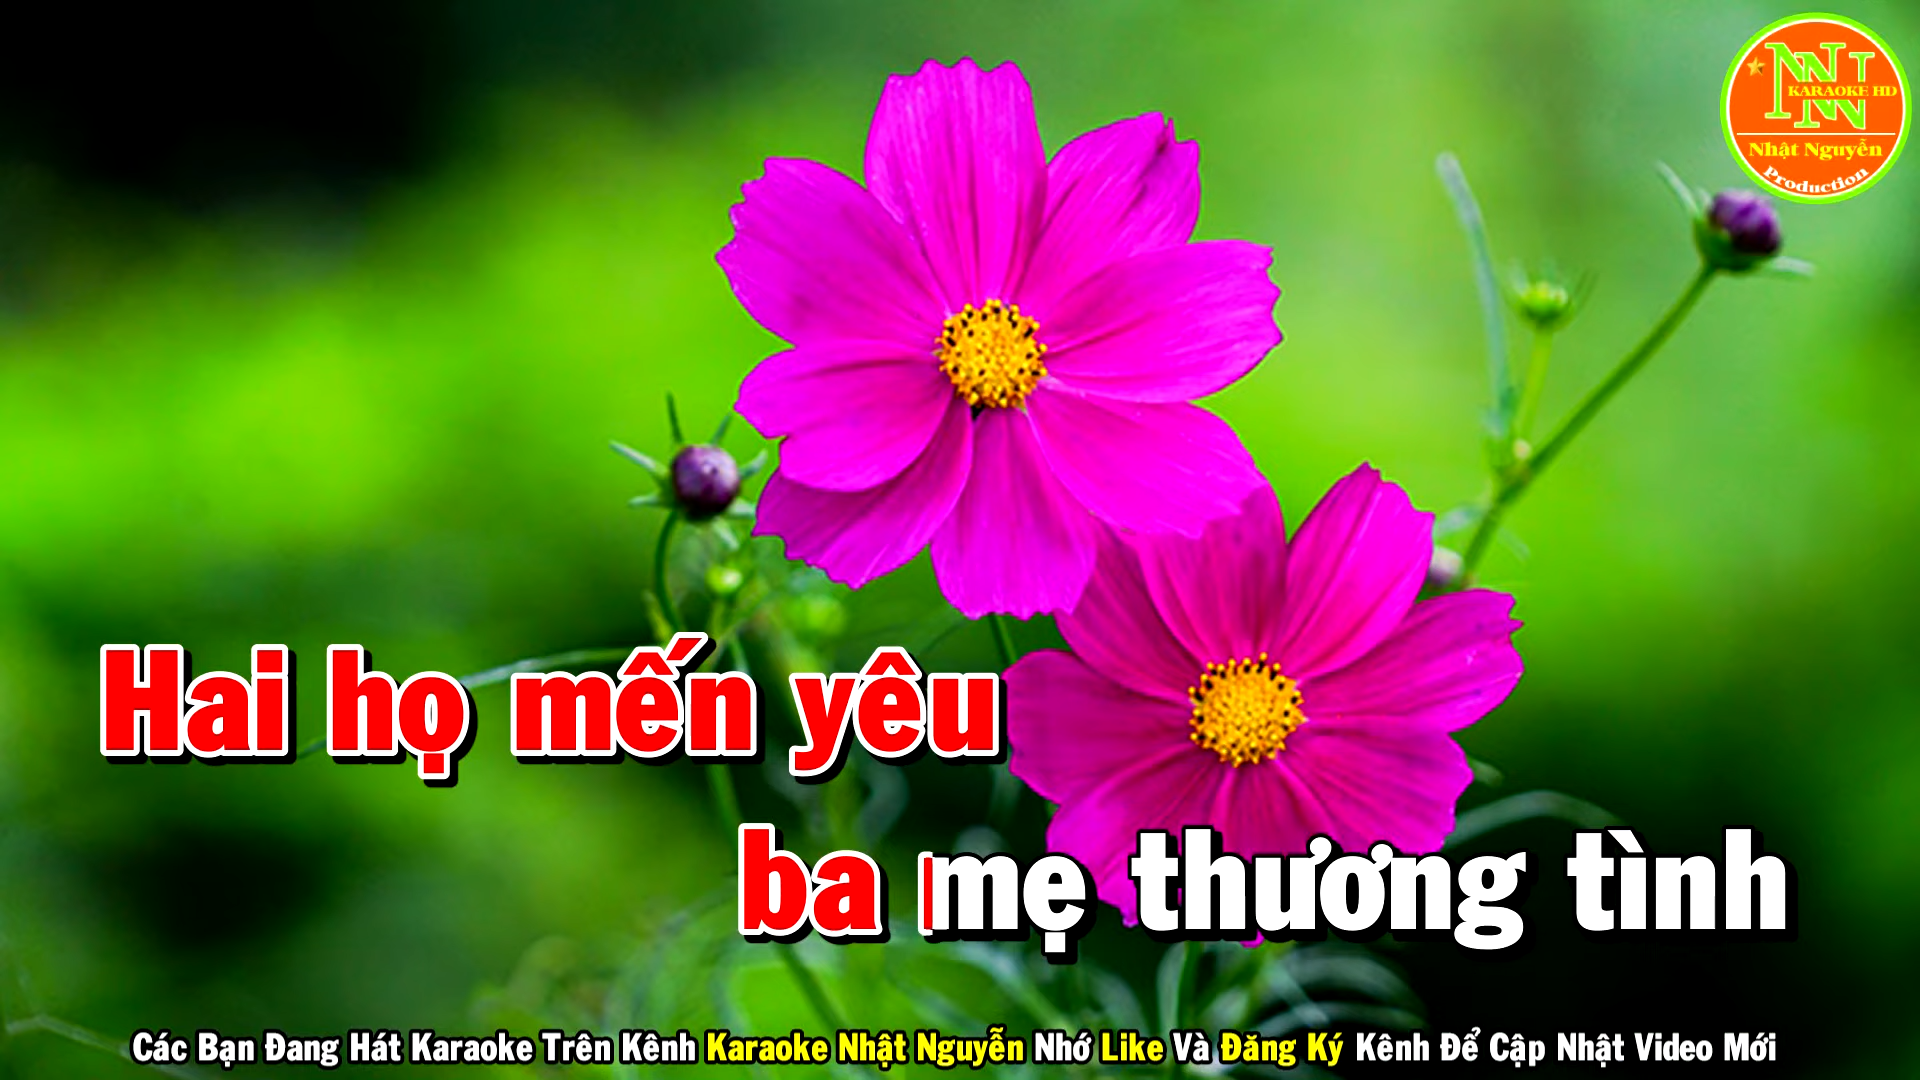 NN
NN
KARAOKE HD
Nhật Nguyễn
Production
Hai họ mến yêu
ba mẹ thương tình
Các Bạn Đang Hát Karaoke Trên Kênh Karaoke Nhật Nguyễn Nhớ Like Và Đăng Ký Kênh Để Cập Nhật Video Mới